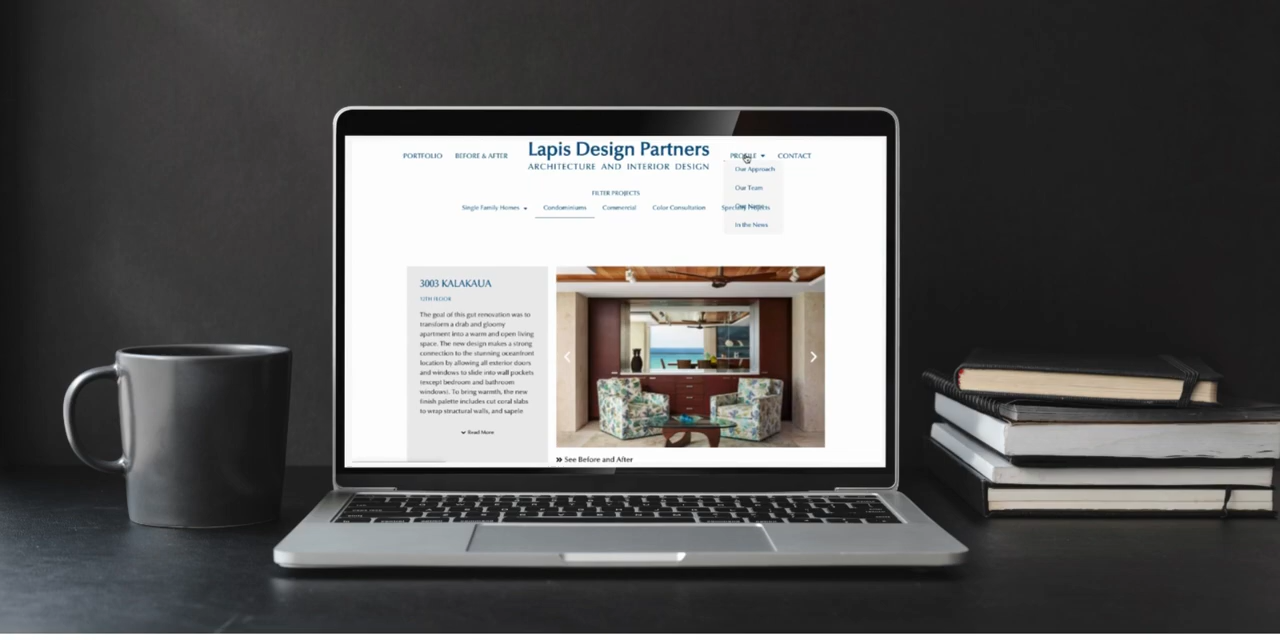 Lapis Design Partners
ARCHITECTURE AND INTERIOR DESIGN
PORTFOLIO
BEFORE & AFTER
PROFILE
CONTACT
Our Approach
Our Team
In the News
FILTER PROJECTS
Single Family Homes
Condominiums
Commercial
Color Consultation
3003 KALAKAUA
12TH FLOOR
The goal of this gut renovation was to
transform a drab and gloomy
apartment into a warm and open living
space. The new design makes a strong
connection to the stunning oceanfront
location by allowing all exterior doors
and windows to slide into wall pockets
(except bedroom and bathroom
windows). To bring warmth, the new
finish palette includes cut coral slabs
to wrap structural walls, and sapele
Read More
See Before and After